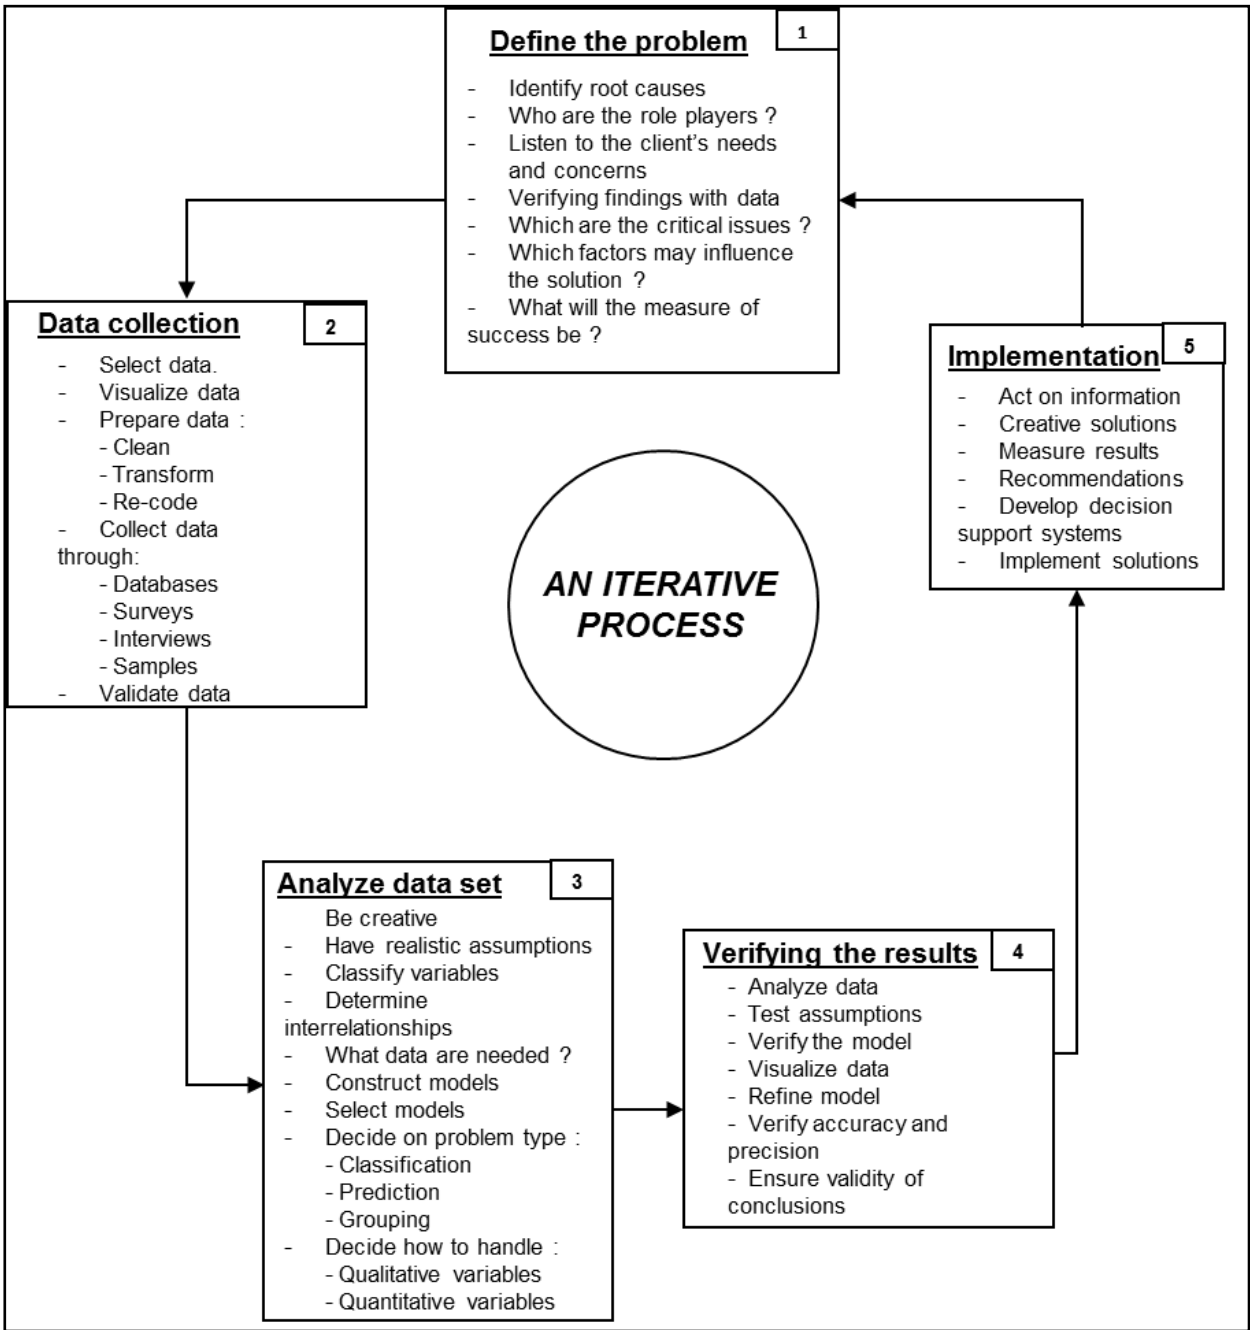 1
Define the problem
- Identify root causes
- Who are the role players ?
- Listen to the client's needs
and concerns
- Verifying findings with data
- Which are the critical issues ?
- Which factors may influence
the solution ?
- What will the measure of
success be ?
2
Data collection
- Select data.
- Visualize data
- Prepare data :
- Clean
- Transform
- Re-code
- Collect data
through:
- Databases
- Surveys
- Interviews
- Samples
- Validate data
5
Implementation
- Act on information
- Creative solutions
- Measure results
- Recommendations
- Develop decision
support systems
- Implement solutions
AN ITERATIVE
PROCESS
3
Analyze data set
Be creative
- Have realistic assumptions
- Classify variables
- Determine
interrelationships
- What data are needed ?
- Construct models
- Select models
- Decide on problem type :
- Classification
- Prediction
- Grouping
- Decide how to handle :
- Qualitative variables
- Quantitative variables
4
Verifying the results
- Analyze data
- Test assumptions
- Verify the model
- Visualize data
- Refine model
- Verify accuracy and
precision
- Ensure validity of
conclusions